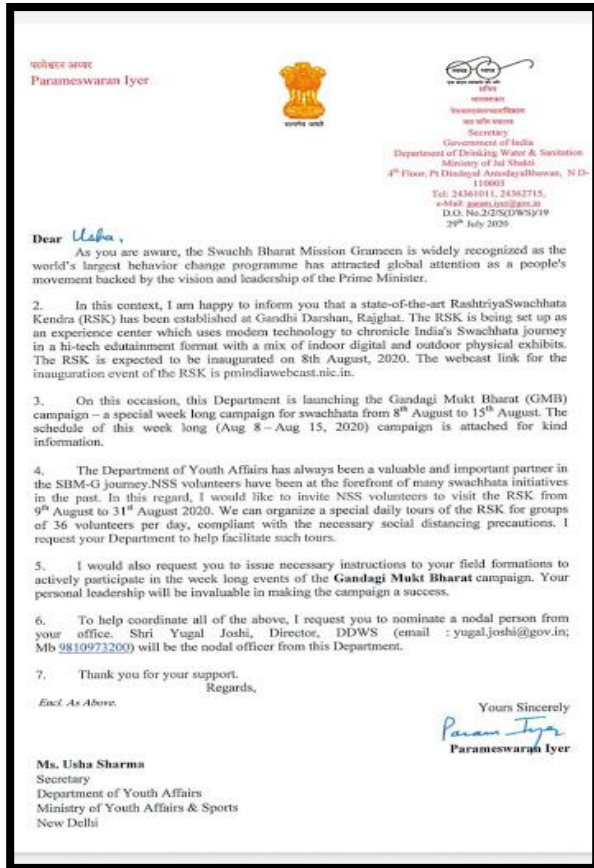 परमेश्वरन अय्यर
Parameswaran Iyer
सत्यमेव जयते
स्वच्छ भारत
एक कदम स्वच्छता की ओर
सचिव
भारत सरकार
Secretary
Government of India
Department of Drinking Water & Sanitation
Ministry of Jal Shakti
4th Floor, Pt Dindayal AntodayaBhawan, N D-
110003
Tel: 24361011, 24362715,
e-Mail: param.iyer@gov.in
D.O. No.2/2/S(DWS)/19
29th July 2020
Dear Usha,
As you are aware, the Swachh Bharat Mission Grameen is widely recognized as the
world's largest behavior change programme has attracted global attention as a people's
movement backed by the vision and leadership of the Prime Minister.
2. In this context, I am happy to inform you that a state-of-the-art RashtriyaSwachhata
Kendra (RSK) has been established at Gandhi Darshan, Rajghat. The RSK is being set up as
an experience center which uses modern technology to chronicle India's Swachhata journey
in a hi-tech edutainment format with a mix of indoor digital and outdoor physical exhibits.
The RSK is expected to be inaugurated on 8th August, 2020. The webcast link for the
inauguration event of the RSK is pmindiawebcast.nic.in.
3. On this occasion, this Department is launching the Gandagi Mukt Bharat (GMB)
campaign – a special week long campaign for swachhata from 8th August to 15th August. The
schedule of this week long (Aug 8 – Aug 15, 2020) campaign is attached for kind
information.
4. The Department of Youth Affairs has always been a valuable and important partner in
the SBM-G journey.NSS volunteers have been at the forefront of many swachhata initiatives
in the past. In this regard, I would like to invite NSS volunteers to visit the RSK from
9th August to 31st August 2020. We can organize a special daily tours of the RSK for groups
of 36 volunteers per day, compliant with the necessary social distancing precautions. I
request your Department to help facilitate such tours.
5. I would also request you to issue necessary instructions to your field formations to
actively participate in the week long events of the Gandagi Mukt Bharat campaign. Your
personal leadership will be invaluable in making the campaign a success.
6. To help coordinate all of the above, I request you to nominate a nodal person from
your office. Shri Yugal Joshi, Director, DDWS (email : yugal.joshi@gov.in;
Mb 9810973200) will be the nodal officer from this Department.
7. Thank you for your support.
Regards,
Encl. As Above.
Yours Sincerely
Param Iyer
Parameswaran Iyer
Ms. Usha Sharma
Secretary
Department of Youth Affairs
Ministry of Youth Affairs & Sports
New Delhi